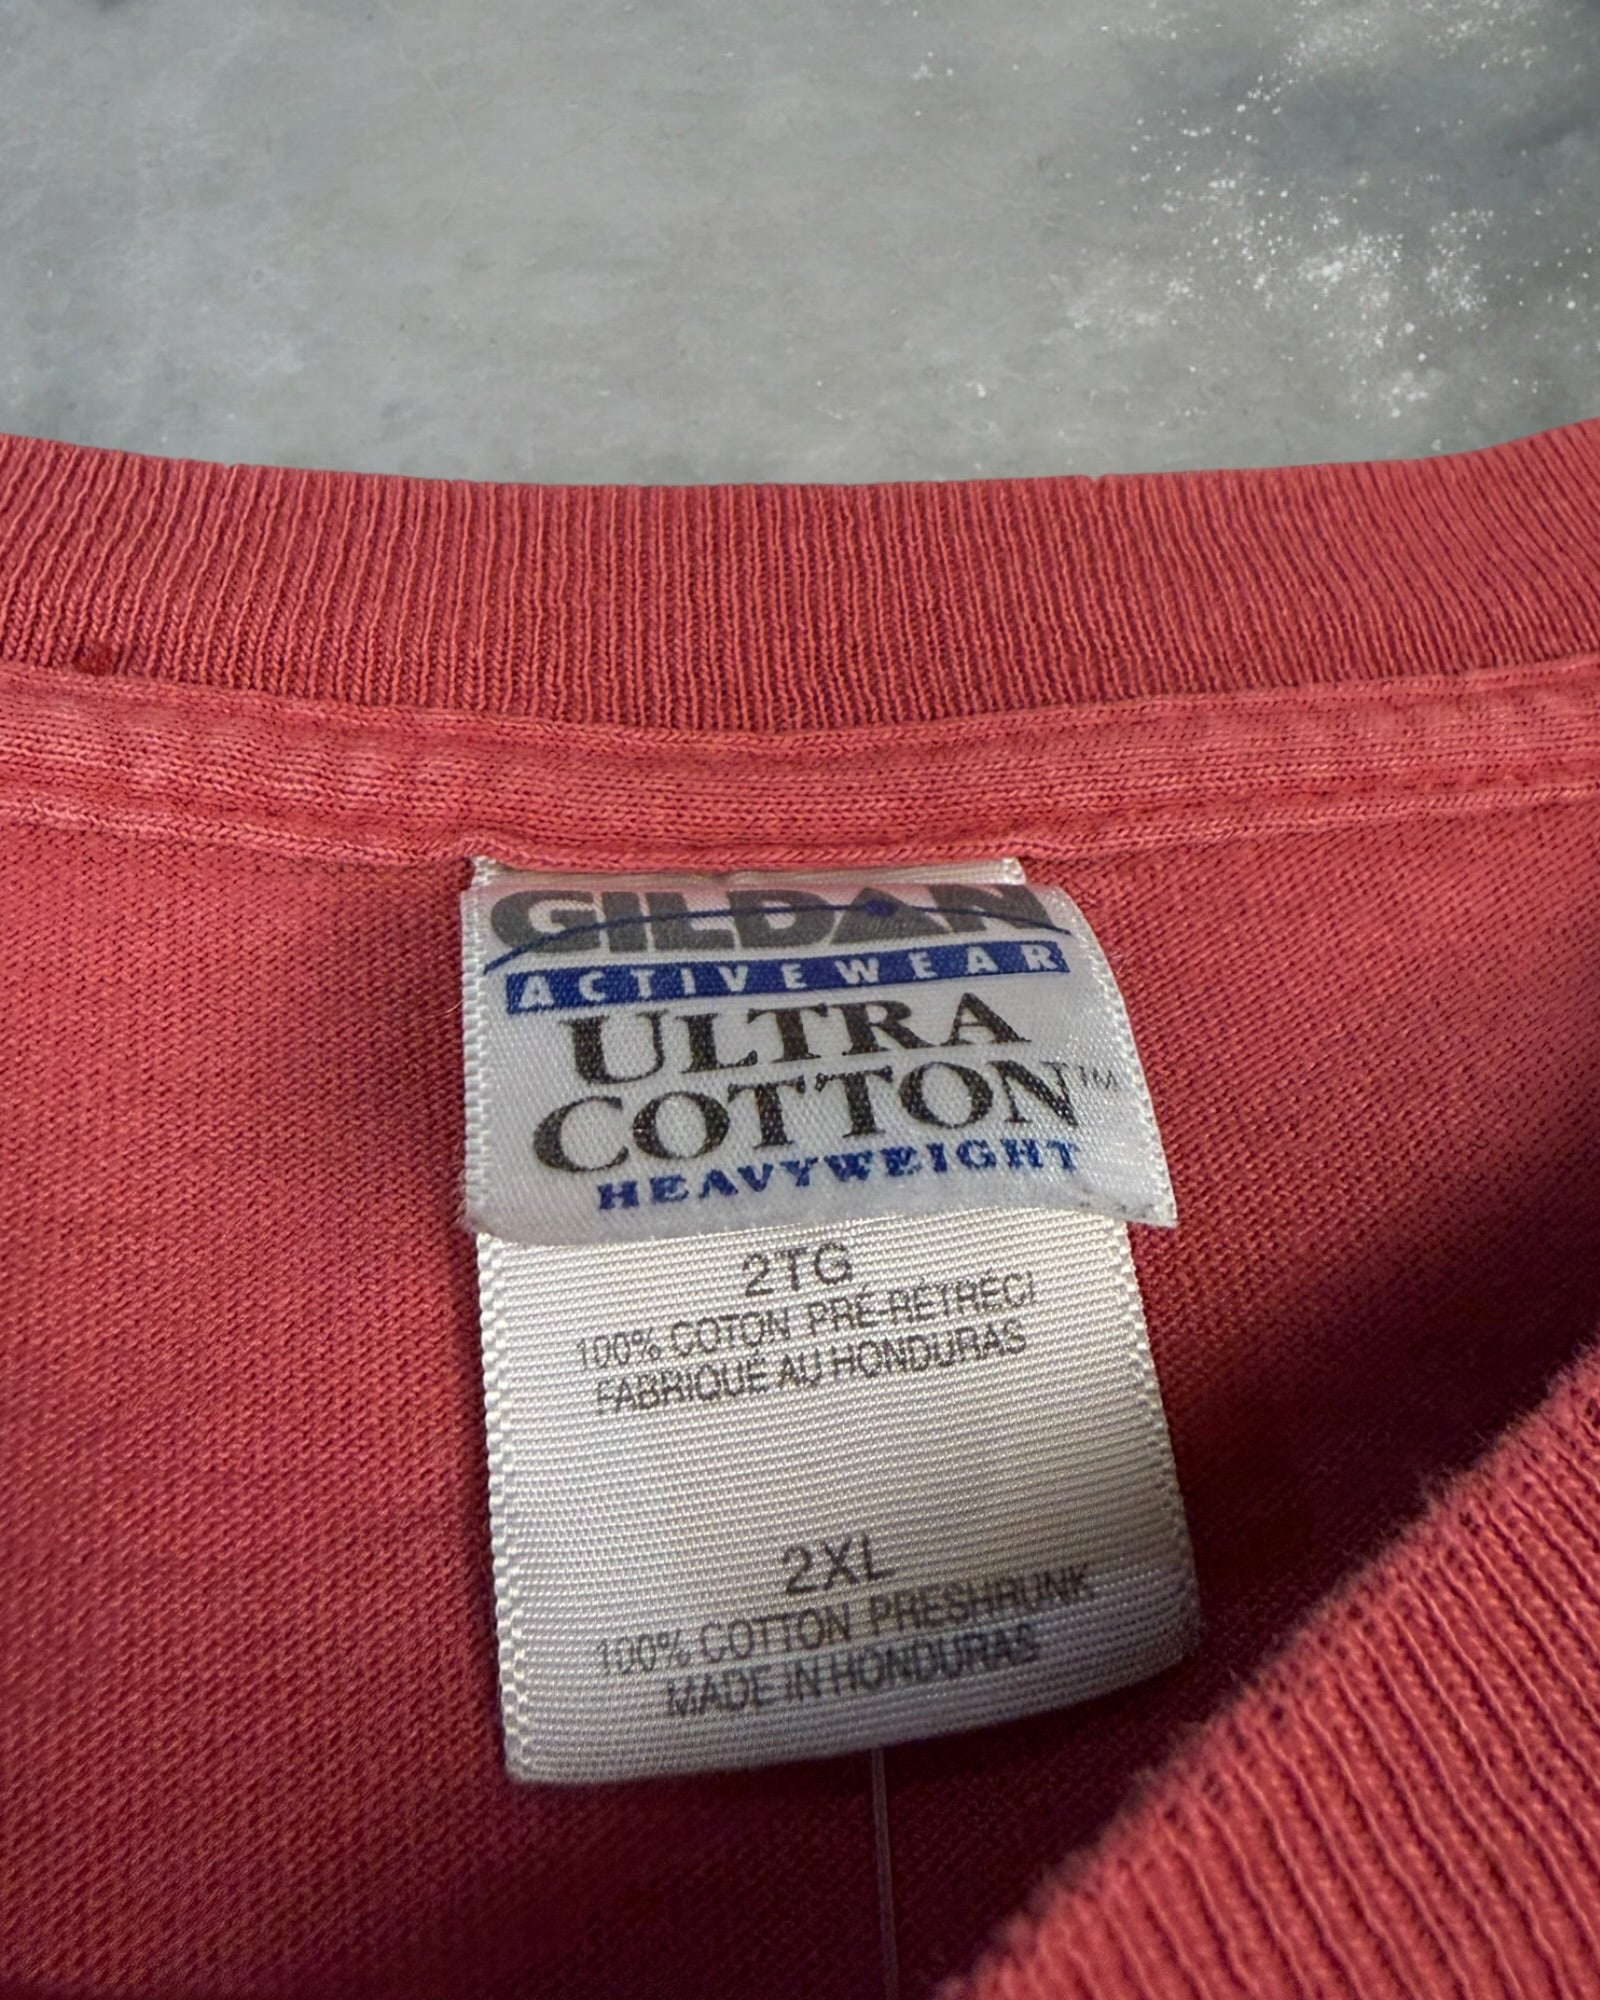 GILDAN
ACTIVEWEAR
ULTRA
COTTON™
HEAVYWEIGHT
2TG
100% COTON PRÉ-RÉTRÉCI
FABRIQUÉ AU HONDURAS
2XL
100% COTTON PRESHRUNK
MADE IN HONDURAS